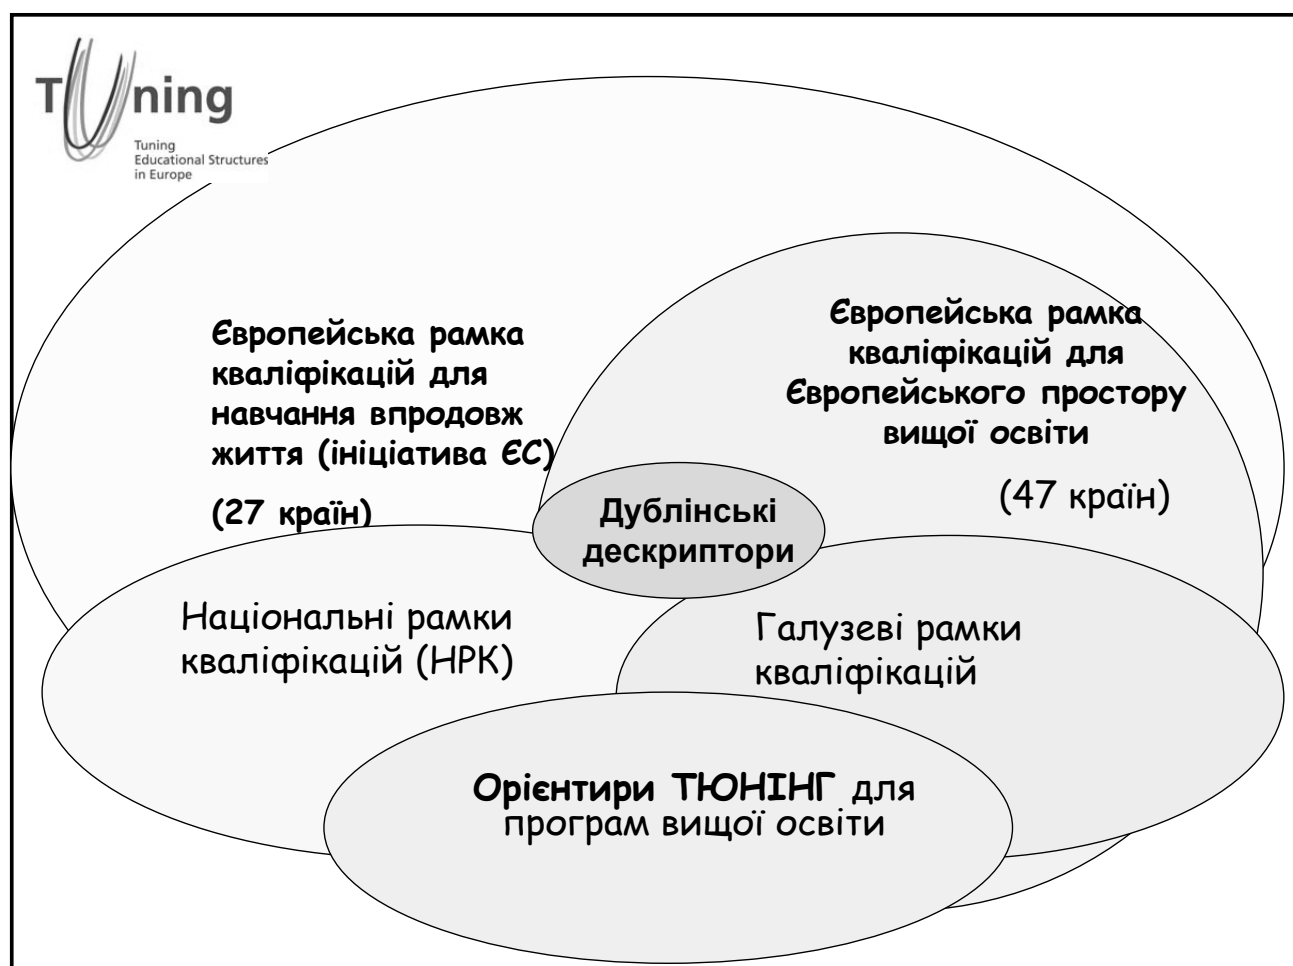 Tuning
Tuning
Educational Structures
in Europe
Європейська рамка
кваліфікацій для
навчання впродовж
життя (ініціатива ЄС)
(27 країн)
Європейська рамка
кваліфікацій для
Європейського простору
вищої освіти
(47 країн)
Дублінські
дескриптори
Національні рамки
кваліфікацій (НРК)
Галузеві рамки
кваліфікацій
Орієнтири ТЮНІНГ для
програм вищої освіти